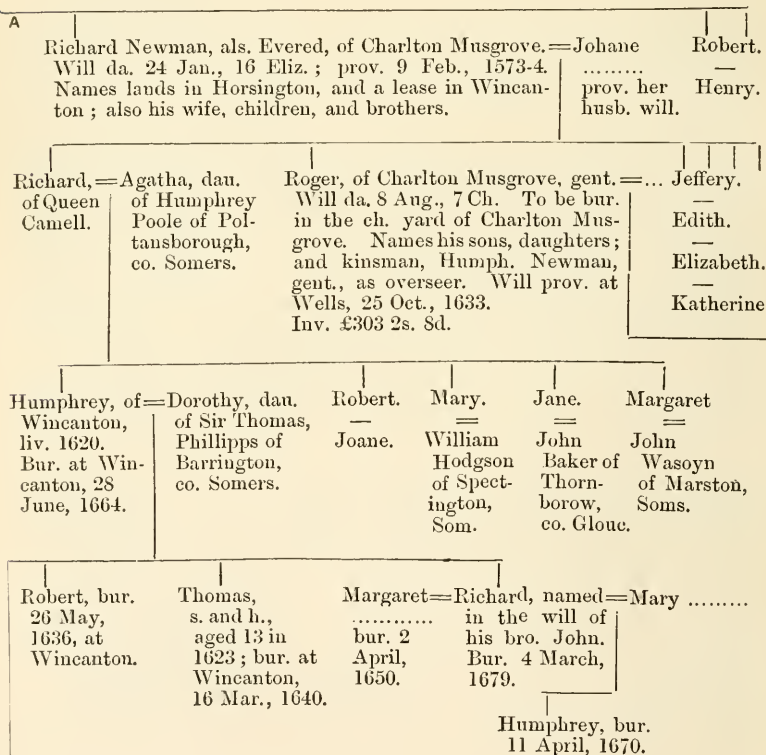 A
Richard Newman, als. Evered, of Charlton Musgrove.=Johane
Will da. 24 Jan., 16 Eliz.; prov. 9 Feb., 1573-4.
Names lands in Horsington, and a lease in Wincan-
ton; also his wife, children, and brothers.
.........
prov. her
husb. will.
Robert.
—
Henry.
Richard,=
of Queen
Camell.
Agatha, dau.
of Humphrey
Poole of Pol-
tansborough,
co. Somers.
Roger, of Charlton Musgrove, gent.=...
Will da. 8 Aug., 7 Ch. To be bur.
in the ch. yard of Charlton Mus-
grove. Names his sons, daughters;
and kinsman, Humph. Newman,
gent., as overseer. Will prov. at
Wells, 25 Oct., 1633.
Inv. £303 2s. 8d.
Jeffery.
—
Edith.
—
Elizabeth.
—
Katherine
Humphrey, of=
Wincanton,
liv. 1620.
Bur. at Win-
canton, 28
June, 1664.
Dorothy, dau.
of Sir Thomas,
Phillipps of
Barrington,
co. Somers.
Robert.
—
Joane.
Mary.
=
William
Hodgson
of Spect-
ington,
Som.
Jane.
=
John
Baker of
Thorn-
borow,
co. Glouc.
Margaret
=
John
Wasoyn
of Marston,
Soms.
Robert, bur.
26 May,
1636, at
Wincanton.
Thomas,
s. and h.,
aged 13 in
1623; bur. at
Wincanton,
16 Mar., 1640.
Margaret=
............
bur. 2
April,
1650.
Richard, named=
in the will of
his bro. John.
Bur. 4 March,
1679.
Mary .........
Humphrey, bur.
11 April, 1670.